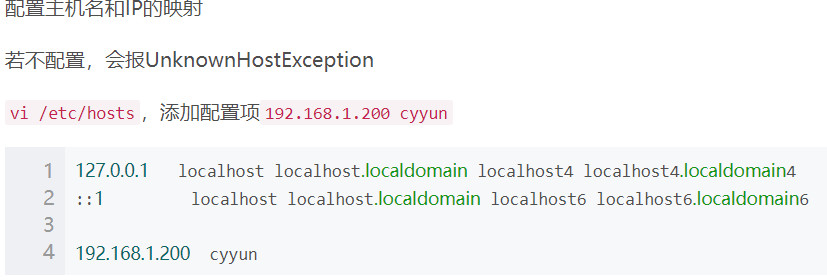 配置主机名和IP的映射
若不配置，会报UnknownHostException
vi /etc/hosts，添加配置项192.168.1.200 cyyun
1 127.0.0.1 localhost localhost.localdomain localhost4 localhost4.localdomain4
2 ::1 localhost localhost.localdomain localhost6 localhost6.localdomain6
3
4 192.168.1.200 cyyun